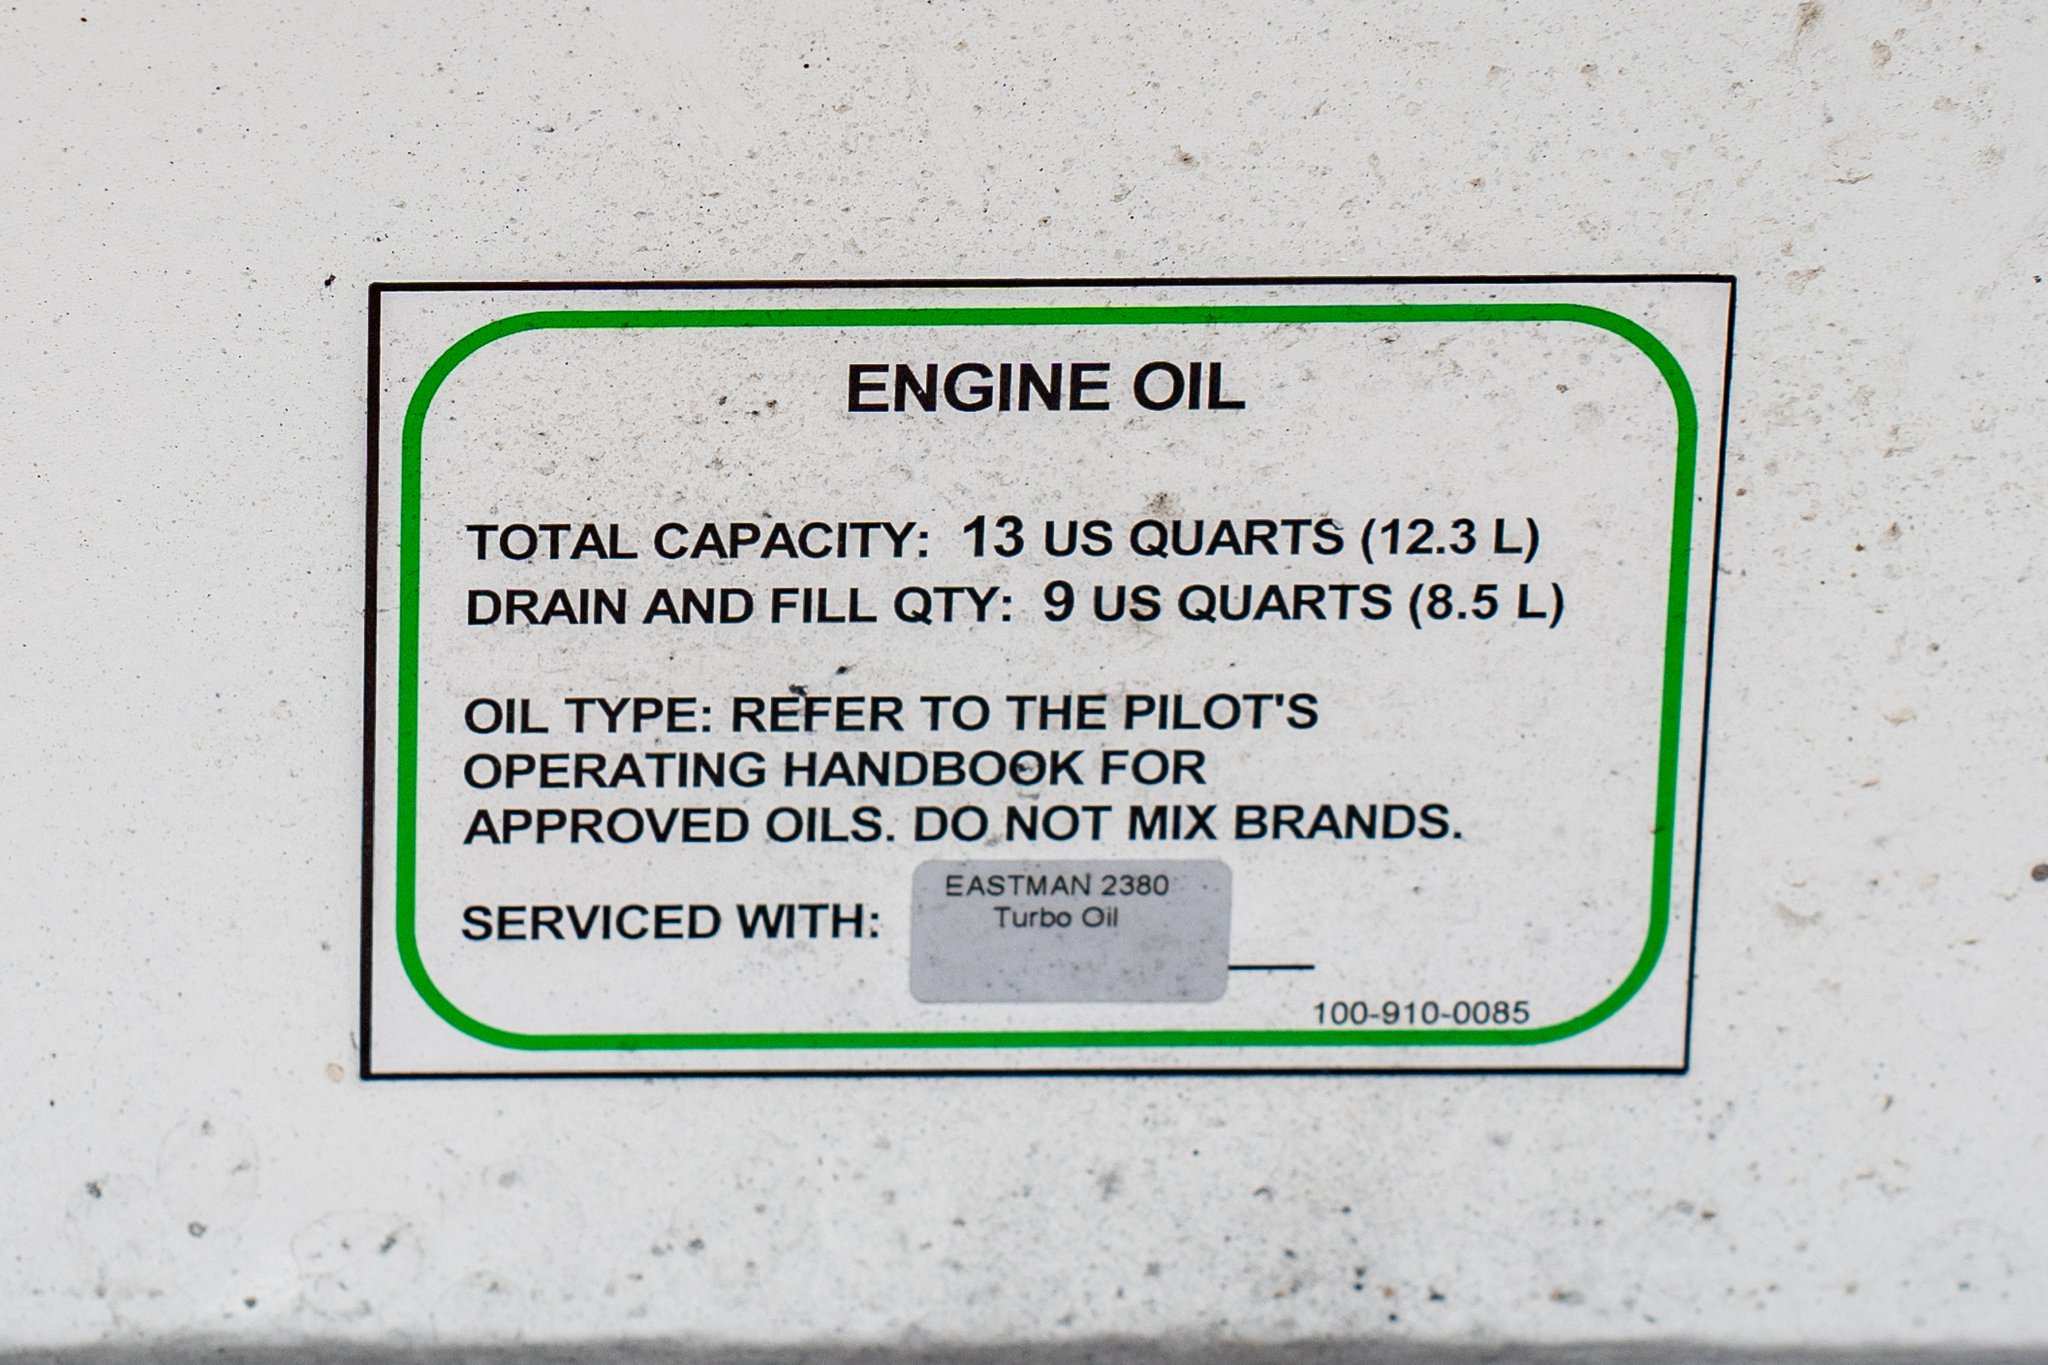 ENGINE OIL
TOTAL CAPACITY: 13 US QUARTS (12.3 L)
DRAIN AND FILL QTY: 9 US QUARTS (8.5 L)
OIL TYPE: REFER TO THE PILOT'S
OPERATING HANDBOOK FOR
APPROVED OILS. DO NOT MIX BRANDS.
EASTMAN 2380
Turbo Oil
SERVICED WITH:
100-910-0085